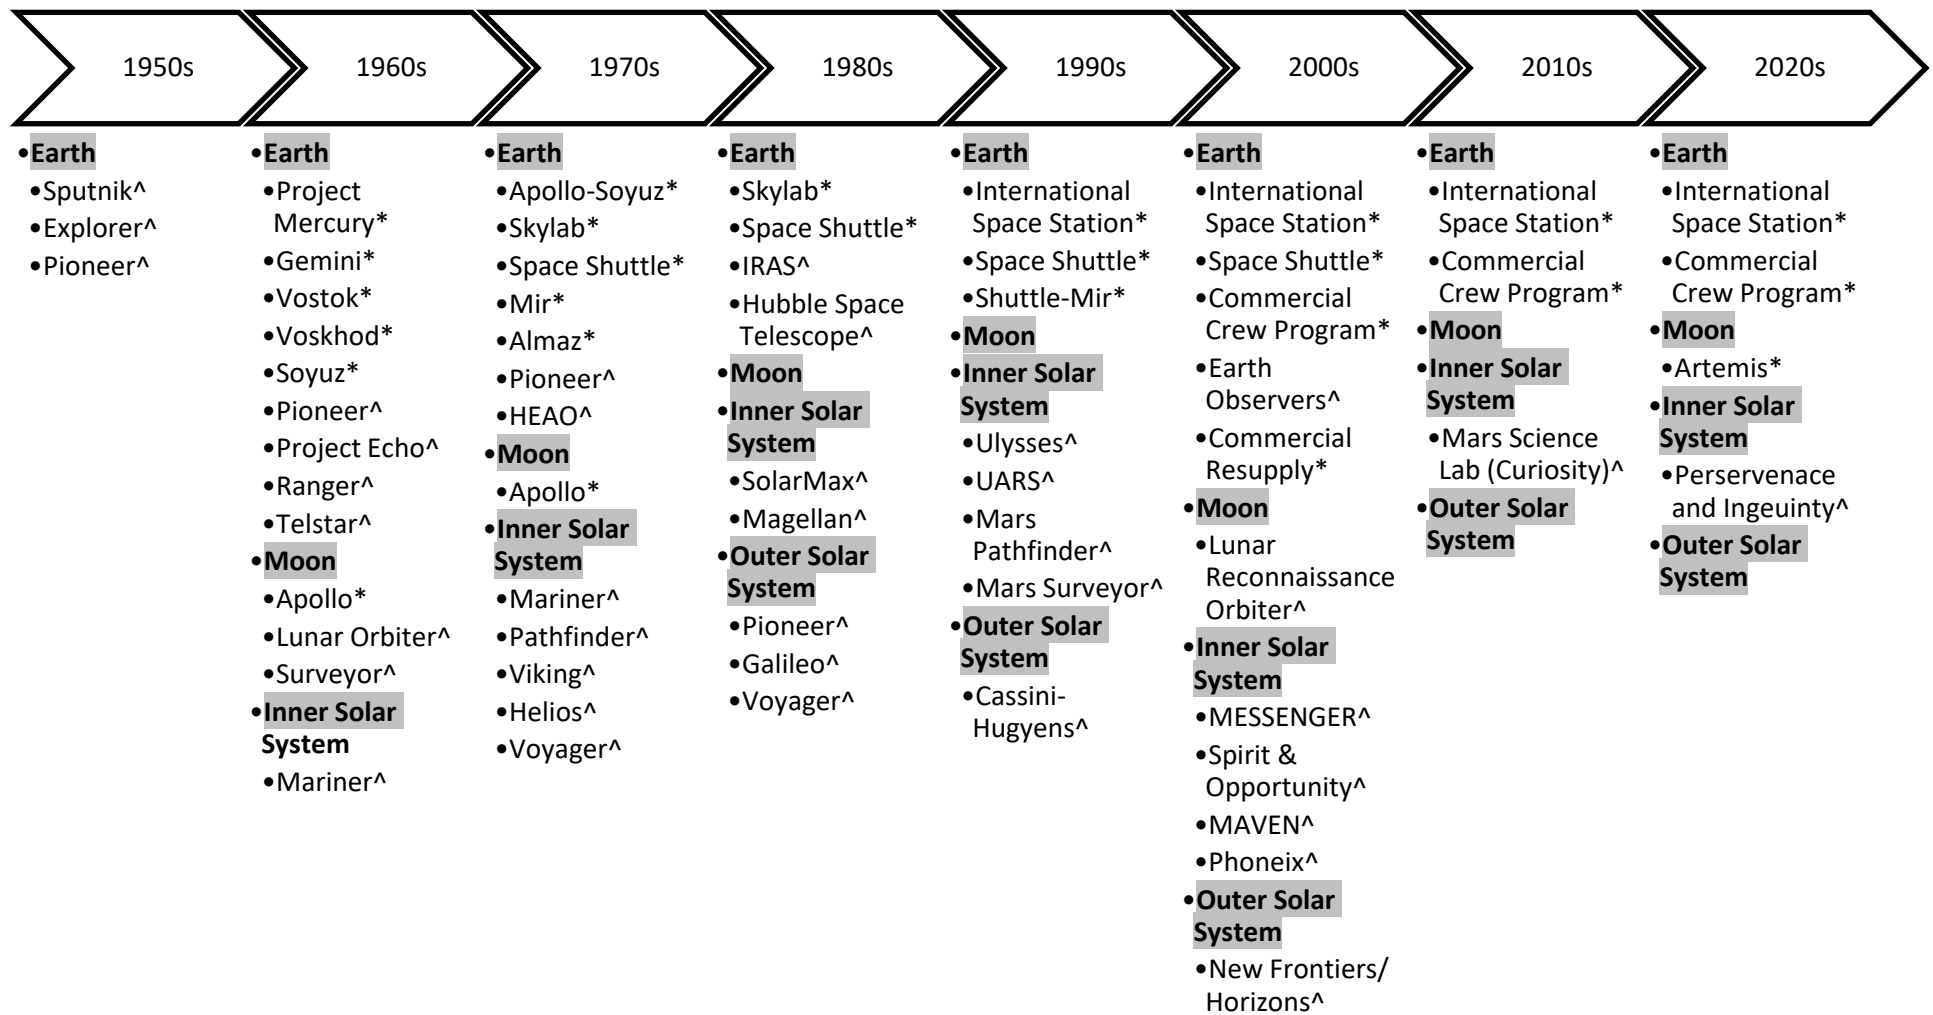 1950s
1960s
1970s
1980s
1990s
2000s
2010s
2020s
•Earth
•Sputnik^
•Explorer^
•Pioneer^
•Earth
•Project
Mercury*
•Gemini*
•Vostok*
•Voskhod*
•Soyuz*
•Pioneer^
•Project Echo^
•Ranger^
•Telstar^
•Moon
•Apollo*
•Lunar Orbiter^
•Surveyor^
•Inner Solar
System
•Mariner^
•Earth
•Apollo-Soyuz*
•Skylab*
•Space Shuttle*
•Mir*
•Almaz*
•Pioneer^
•HEAO^
•Moon
•Apollo*
•Inner Solar
System
•Mariner^
•Pathfinder^
•Viking^
•Helios^
•Voyager^
•Earth
•Skylab*
•Space Shuttle*
•IRAS^
•Hubble Space
Telescope^
•Moon
•Inner Solar
System
•SolarMax^
•Magellan^
•Outer Solar
System
•Pioneer^
•Galileo^
•Voyager^
•Earth
•International
Space Station*
•Space Shuttle*
•Shuttle-Mir*
•Moon
•Inner Solar
System
•Ulysses^
•UARS^
•Mars
Pathfinder^
•Mars Surveyor^
•Outer Solar
System
•Cassini-
Hugyens^
•Earth
•International
Space Station*
•Space Shuttle*
•Commercial
Crew Program*
•Earth
Observers^
•Commercial
Resupply*
•Moon
•Lunar
Reconnaissance
Orbiter^
•Inner Solar
System
•MESSENGER^
•Spirit &
Opportunity^
•MAVEN^
•Phoneix^
•Outer Solar
System
•New Frontiers/
Horizons^
•Earth
•International
Space Station*
•Commercial
Crew Program*
•Moon
•Inner Solar
System
•Mars Science
Lab (Curiosity)^
•Outer Solar
System
•Earth
•International
Space Station*
•Commercial
Crew Program*
•Moon
•Artemis*
•Inner Solar
System
•Perservenace
and Ingeuinty^
•Outer Solar
System